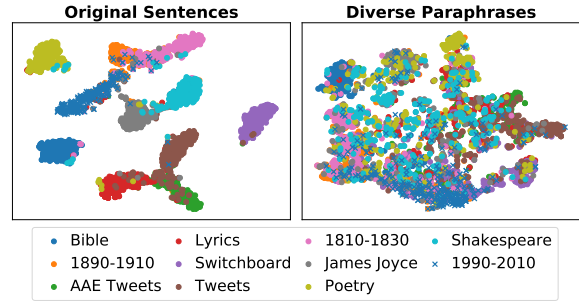 Original Sentences
Diverse Paraphrases
Bible
Lyrics
1810-1830
Shakespeare
1890-1910
Switchboard
James Joyce
1990-2010
AAE Tweets
Tweets
Poetry